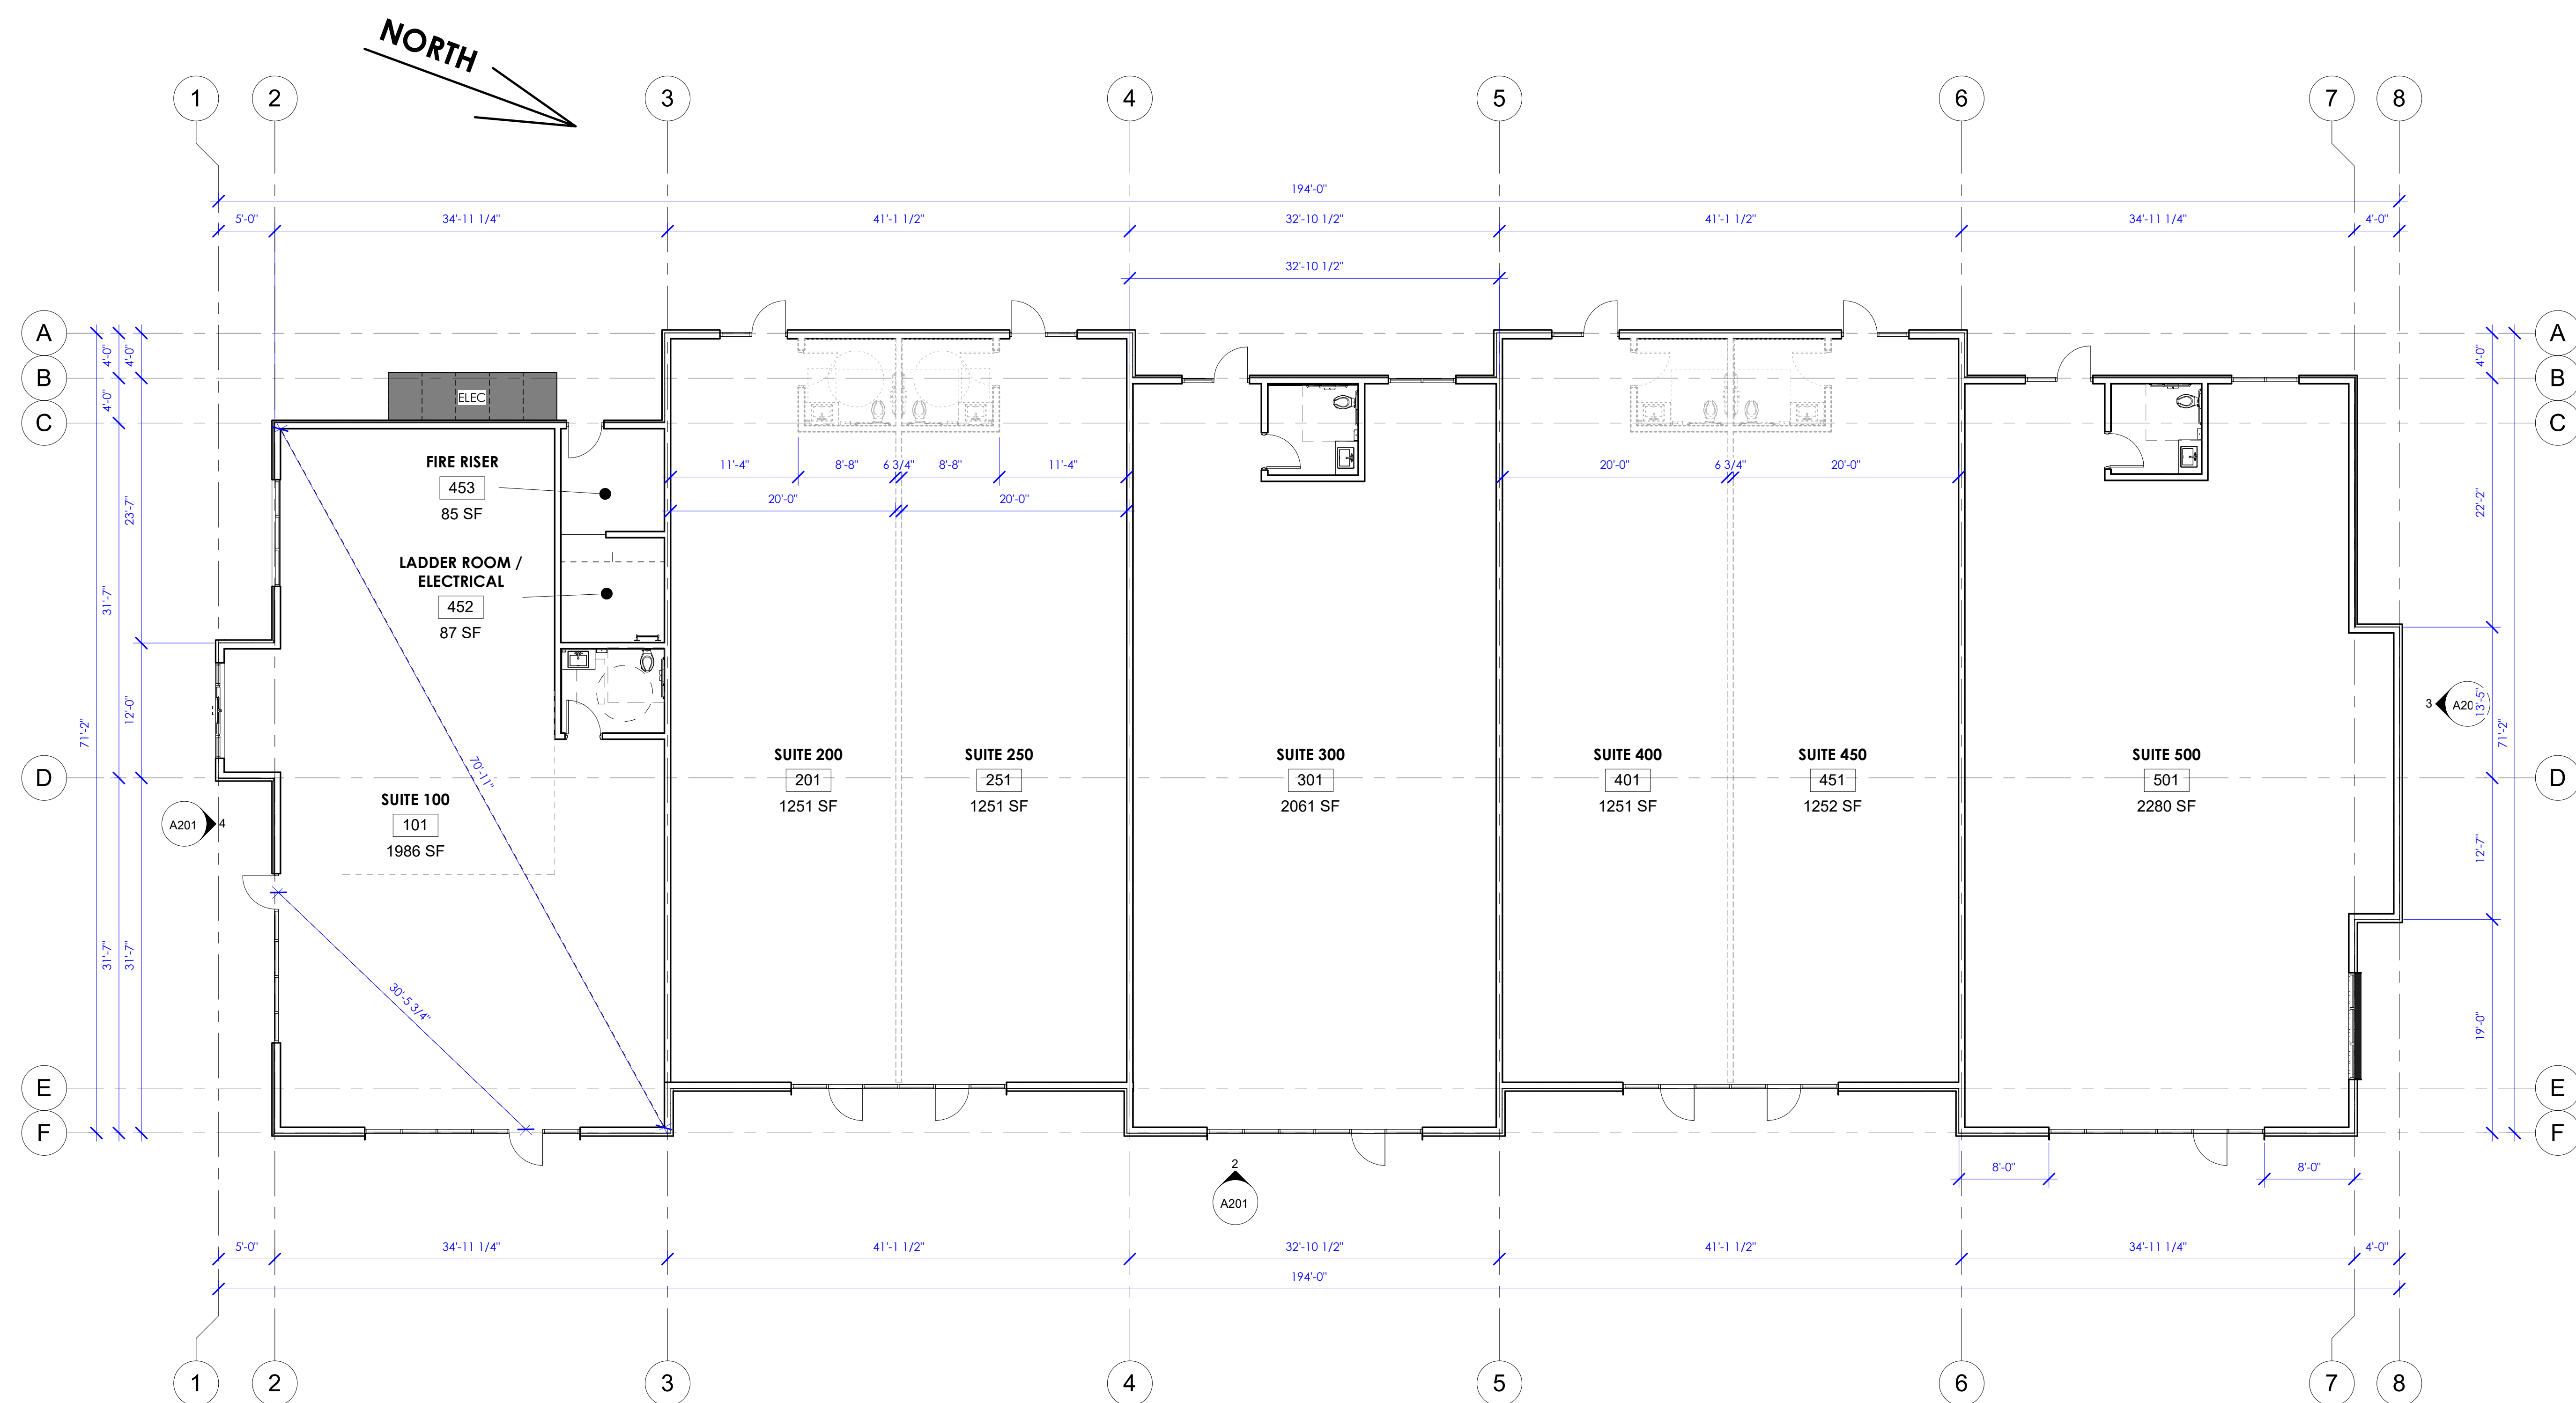 NORTH
1
2
3
4
5
6
7
8
194'-0"
5'-0"
34'-11 1/4"
41'-1 1/2"
32'-10 1/2"
41'-1 1/2"
34'-11 1/4"
4'-0"
32'-10 1/2"
A
B
C
D
E
F
4'-0"
4'-0"
4'-0"
23'-7"
31'-7"
12'-0"
71'-2"
31'-7"
31'-7"
ELEC
FIRE RISER
453
85 SF
LADDER ROOM /
ELECTRICAL
452
87 SF
11'-4"
8'-8"
6 3/4"
8'-8"
11'-4"
20'-0"
20'-0"
20'-0"
6 3/4"
20'-0"
70'-11"
30'-5 3/4"
SUITE 100
101
1986 SF
SUITE 200
201
1251 SF
SUITE 250
251
1251 SF
SUITE 300
301
2061 SF
SUITE 400
401
1251 SF
SUITE 450
451
1252 SF
SUITE 500
501
2280 SF
A201
4
2
A201
3
A20
4'-0"
22'-2"
13'-5"
71'-2"
12'-7"
19'-0"
A
B
C
D
E
F
8'-0"
8'-0"
5'-0"
34'-11 1/4"
41'-1 1/2"
32'-10 1/2"
41'-1 1/2"
34'-11 1/4"
4'-0"
194'-0"
1
2
3
4
5
6
7
8